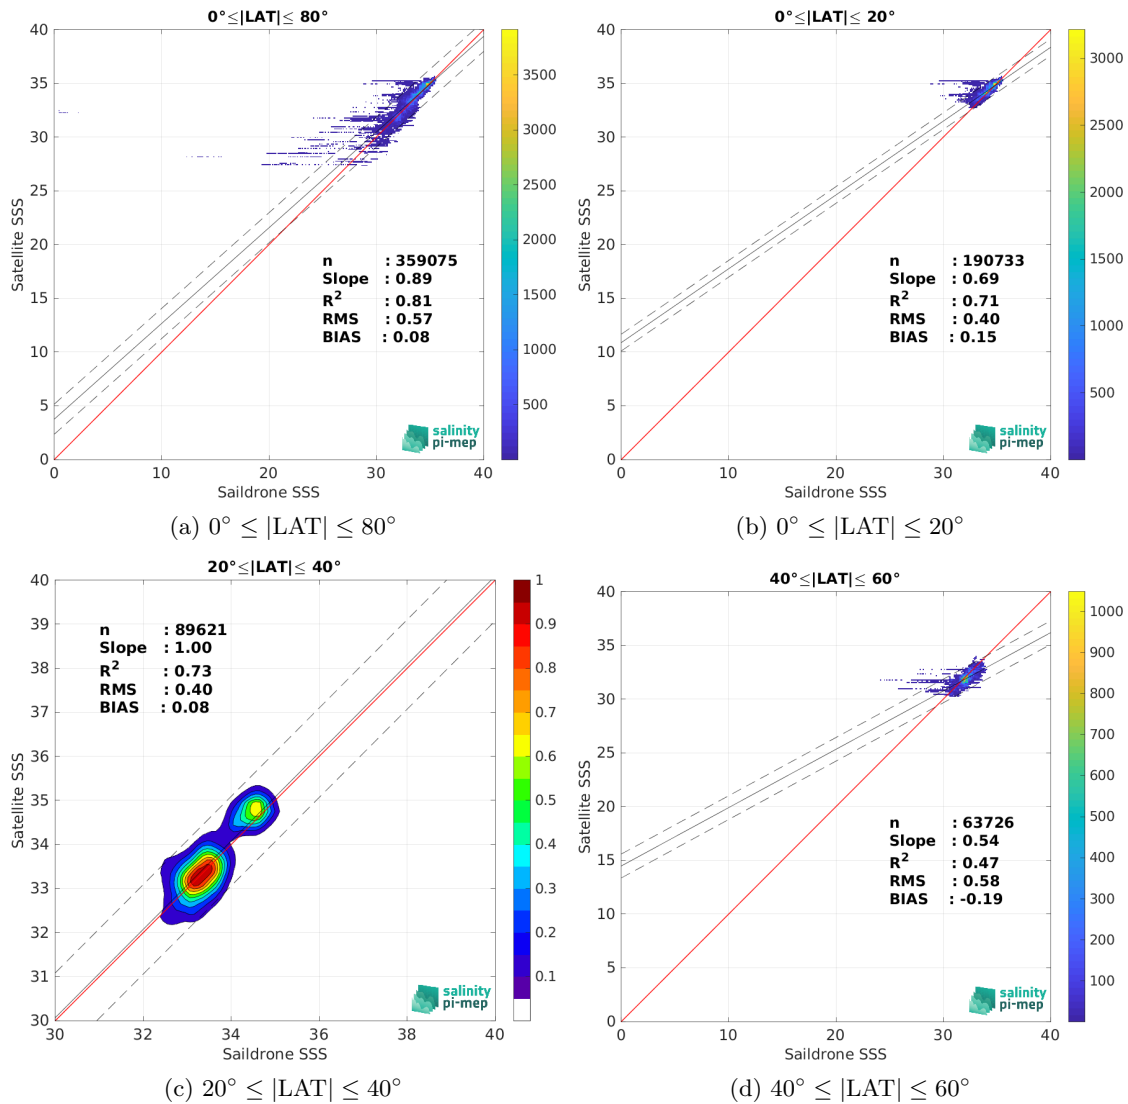 0°≤|LAT|≤ 80°
40
35
30
25
20
15
10
5
0
Satellite SSS
0
10
20
30
40
Saildrone SSS
3500
3000
2500
2000
1500
1000
500
n : 359075
Slope : 0.89
R² : 0.81
RMS : 0.57
BIAS : 0.08
salinity
pi-mep
(a) 0° ≤ |LAT| ≤ 80°
0°≤|LAT|≤ 20°
40
35
30
25
20
15
10
5
0
Satellite SSS
0
10
20
30
40
Saildrone SSS
3000
2500
2000
1500
1000
500
n : 190733
Slope : 0.69
R² : 0.71
RMS : 0.40
BIAS : 0.15
salinity
pi-mep
(b) 0° ≤ |LAT| ≤ 20°
20°≤|LAT|≤ 40°
40
39
38
37
36
35
34
33
32
31
30
Satellite SSS
30
32
34
36
38
40
Saildrone SSS
1
0.9
0.8
0.7
0.6
0.5
0.4
0.3
0.2
0.1
n : 89621
Slope : 1.00
R² : 0.73
RMS : 0.40
BIAS : 0.08
salinity
pi-mep
(c) 20° ≤ |LAT| ≤ 40°
40°≤|LAT|≤ 60°
40
35
30
25
20
15
10
5
0
Satellite SSS
0
10
20
30
40
Saildrone SSS
1000
900
800
700
600
500
400
300
200
100
n : 63726
Slope : 0.54
R² : 0.47
RMS : 0.58
BIAS : -0.19
salinity
pi-mep
(d) 40° ≤ |LAT| ≤ 60°